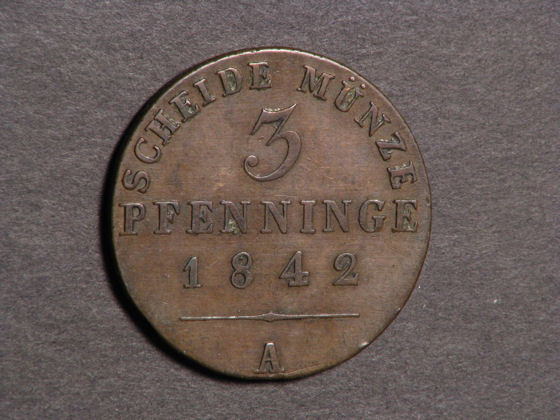 SCHEIDE MÜNZE
3
PFENNINGE
1842
A